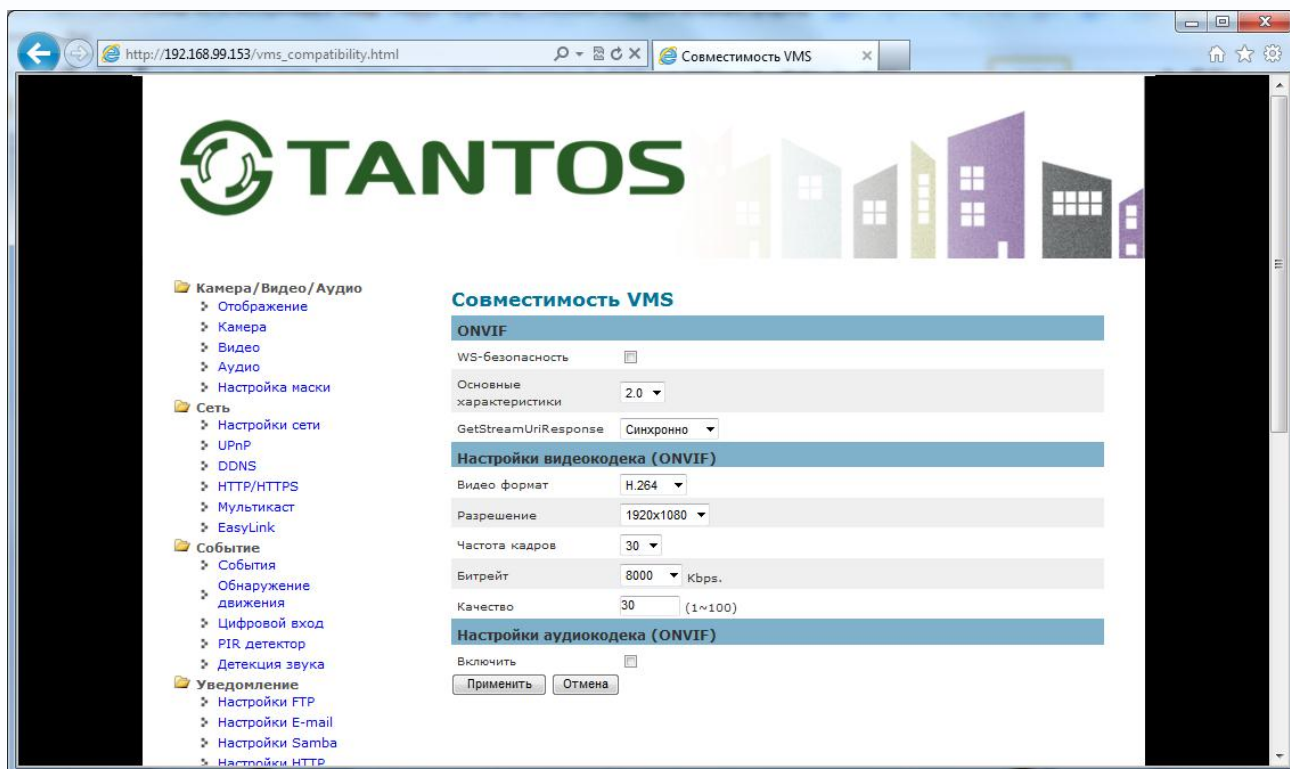 http://192.168.99.153/vms_compatibility.html
Совместимость VMS
TANTOS
Камера/Видео/Аудио
Отображение
Камера
Видео
Аудио
Настройка маски
Сеть
Настройки сети
UPnP
DDNS
HTTP/HTTPS
Мультикаст
EasyLink
Событие
События
Обнаружение
движения
Цифровой вход
PIR детектор
Детекция звука
Уведомление
Настройки FTP
Настройки E-mail
Настройки Samba
Настройки HTTP
Совместимость VMS
ONVIF
WS-безопасность
Основные
характеристики
2.0
GetStreamUriResponse Синхронно
Настройки видеокодека (ONVIF)
Видео формат H.264
Разрешение 1920x1080
Частота кадров 30
Битрейт 8000 Kbps.
Качество 30 (1~100)
Настройки аудиокодека (ONVIF)
Включить
Применить Отмена